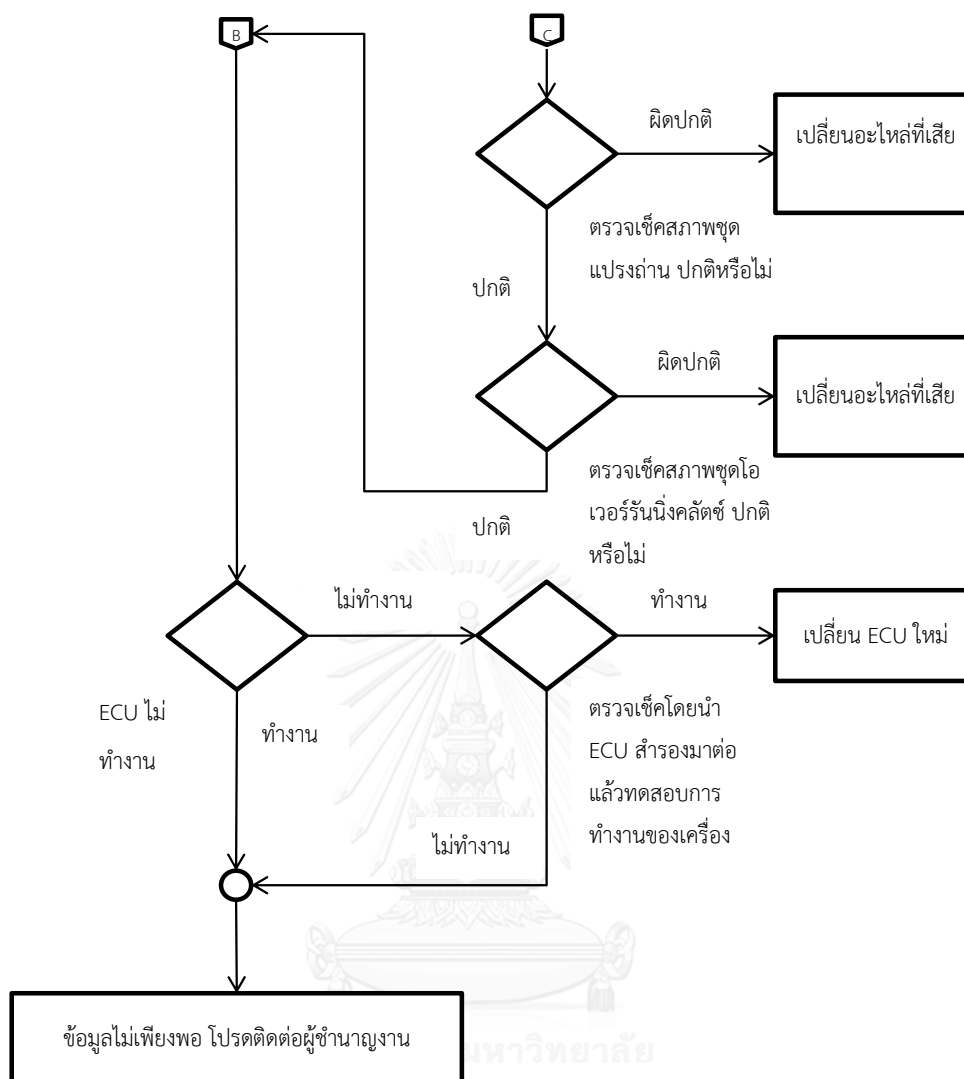 B
C
ผิดปกติ
เปลี่ยนอะไหล่ที่เสีย
ตรวจเช็คสภาพชุด
แปรงถ่าน ปกติหรือไม่
ปกติ
ผิดปกติ
เปลี่ยนอะไหล่ที่เสีย
ตรวจเช็คสภาพชุดโอ
เวอร์รันนิ่งคลัตซ์ ปกติ
หรือไม่
ปกติ
ไม่ทำงาน
ทำงาน
เปลี่ยน ECU ใหม่
ECU ไม่
ทำงาน
ทำงาน
ตรวจเช็คโดยนำ
ECU สำรองมาต่อ
แล้วทดสอบการ
ทำงานของเครื่อง
ไม่ทำงาน
ข้อมูลไม่เพียงพอ โปรดติดต่อผู้ชำนาญงาน
มหาวิทยาลัย